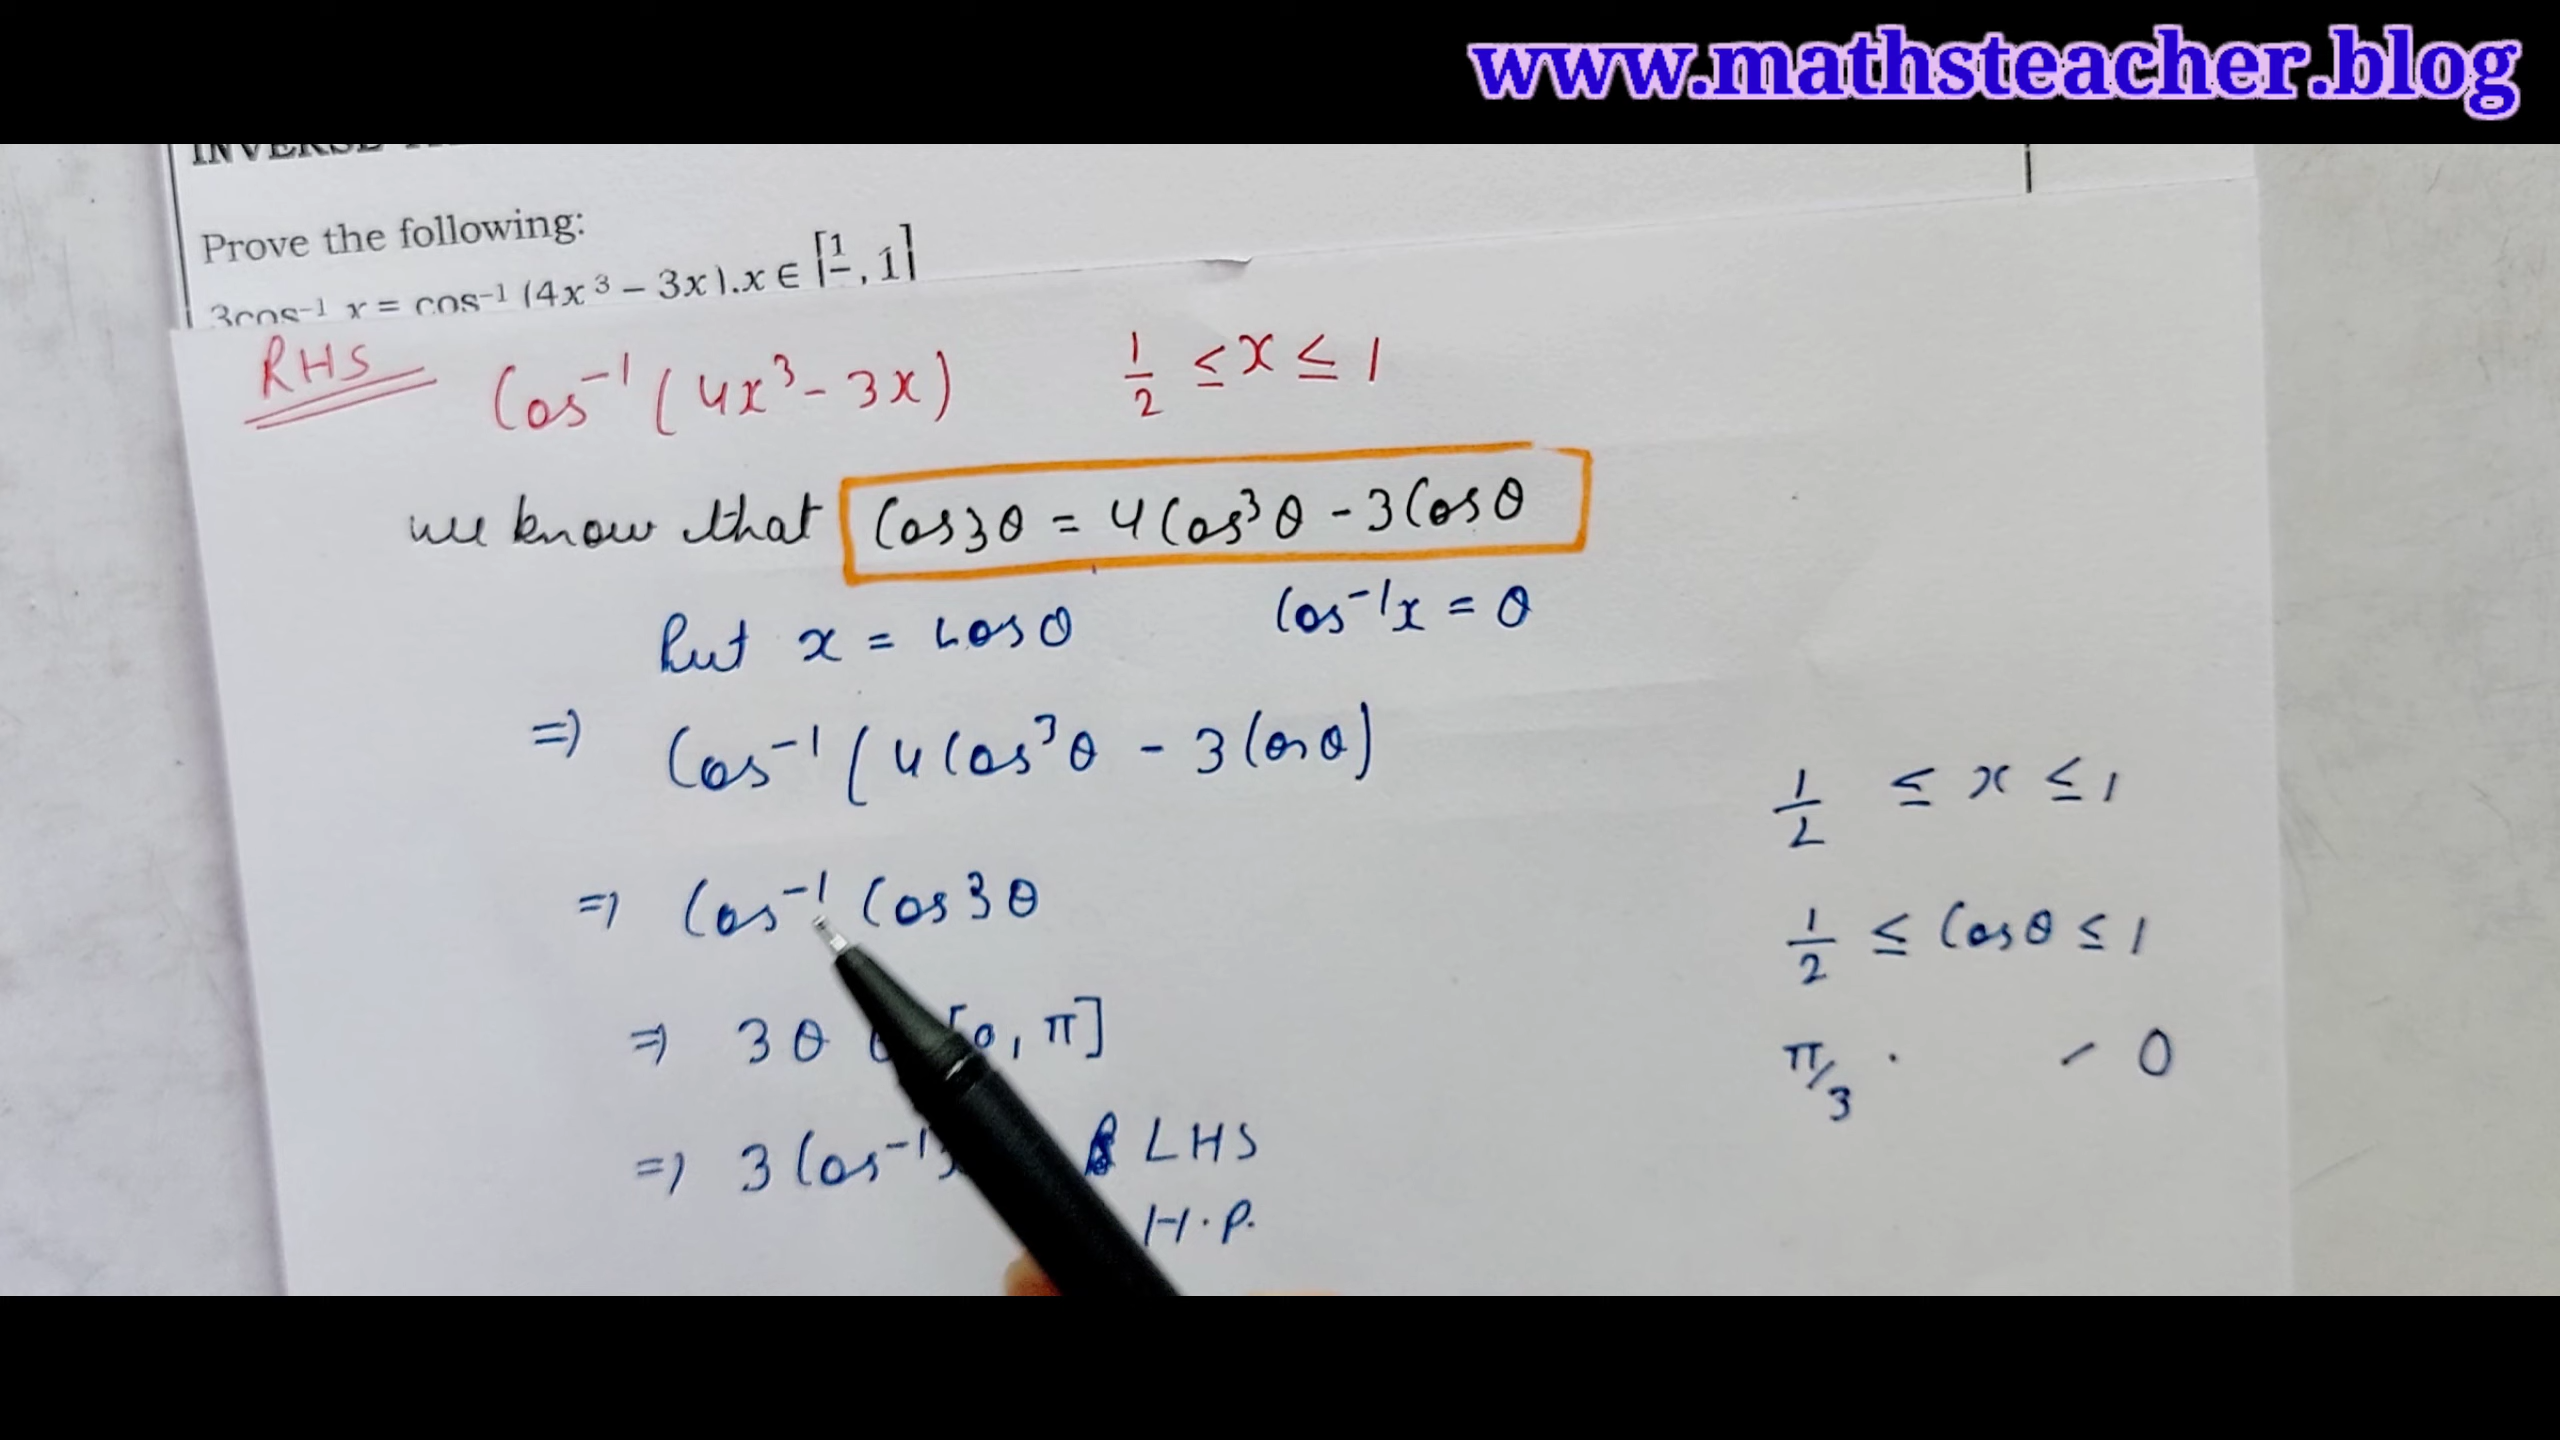 www.mathsteacher.blog
Prove the following:
3cos⁻¹ x = cos⁻¹ (4x³ – 3x). x ∈ [1/ , 1]
RHS Cos⁻¹ (4x³ - 3x) 1/2 ≤ x ≤ 1
we know that Cos3θ = 4Cos³θ - 3Cosθ
Put x = cosθ Cos⁻¹x = θ
⇒ Cos⁻¹ (4Cos³θ - 3Cosθ)
1/2 ≤ x ≤ 1
⇒ Cos⁻¹ Cos3θ
1/2 ≤ Cosθ ≤ 1
⇒ 3θ [0, π]
π/3 . - 0
⇒ 3Cos⁻¹ LHS
H.P.